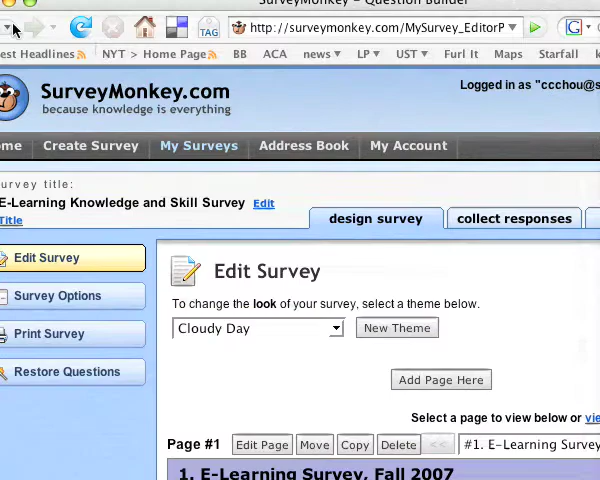 SurveyMonkey - Question Builder
http://surveymonkey.com/MySurvey_EditorP
TAG
G
est Headlines NYT > Home Page BB ACA news LP UST Furl It Maps Starfall k
SurveyMonkey.com
because knowledge is everything
Logged in as "ccchou@s
ome Create Survey My Surveys Address Book My Account
urvey title:
E-Learning Knowledge and Skill Survey Edit
Title
design survey collect responses
Edit Survey
Survey Options
Print Survey
Restore Questions
Edit Survey
To change the look of your survey, select a theme below.
Cloudy Day New Theme
Add Page Here
Select a page to view below or vie
Page #1 Edit Page Move Copy Delete << #1. E-Learning Survey
1. E-Learning Survey, Fall 2007